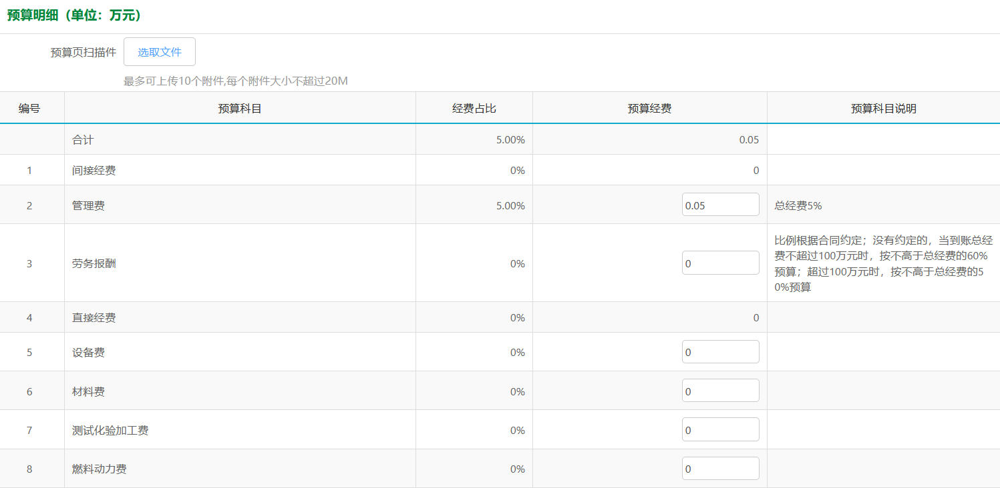 预算明细（单位：万元）
预算页扫描件 选取文件
最多可上传10个附件,每个附件大小不超过20M
编号 预算科目 经费占比 预算经费 预算科目说明
合计 5.00% 0.05
1 间接经费 0% 0
2 管理费 5.00% 0.05 总经费5%
3 劳务报酬 0% 0 比例根据合同约定；没有约定的，当到账总经
费不超过100万元时，按不高于总经费的60%
预算；超过100万元时，按不高于总经费的5
0%预算
4 直接经费 0% 0
5 设备费 0% 0
6 材料费 0% 0
7 测试化验加工费 0% 0
8 燃料动力费 0% 0